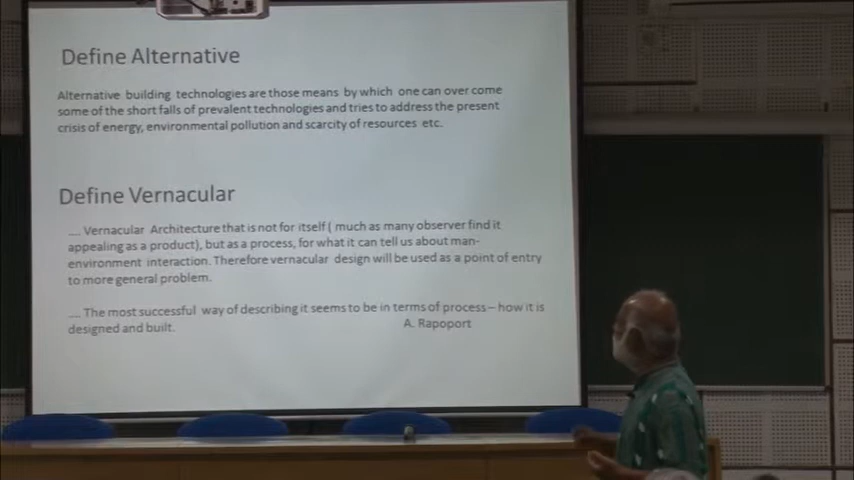 Define Alternative
Alternative building technologies are those means by which one can over come
some of the short falls of prevalent technologies and tries to address the present
crisis of energy, environmental pollution and scarcity of resources etc.
Define Vernacular
.... Vernacular Architecture that is not for itself ( much as many observer find it
appealing as a product), but as a process, for what it can tell us about man-
environment interaction. Therefore vernacular design will be used as a point of entry
to more general problem.
.... The most successful way of describing it seems to be in terms of process – how it is
designed and built. A. Rapoport